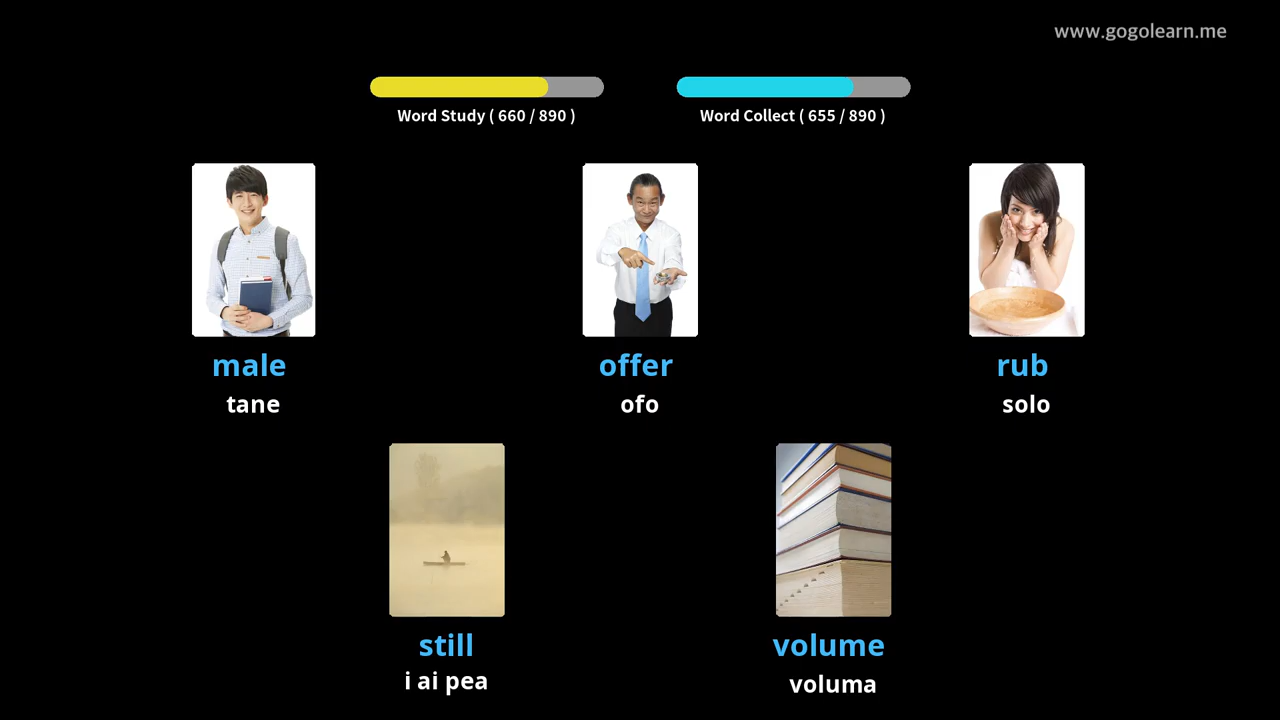 www.gogolearn.me
Word Study ( 660 / 890 )
Word Collect ( 655 / 890 )
male
tane
offer
ofo
rub
solo
still
i ai pea
volume
voluma